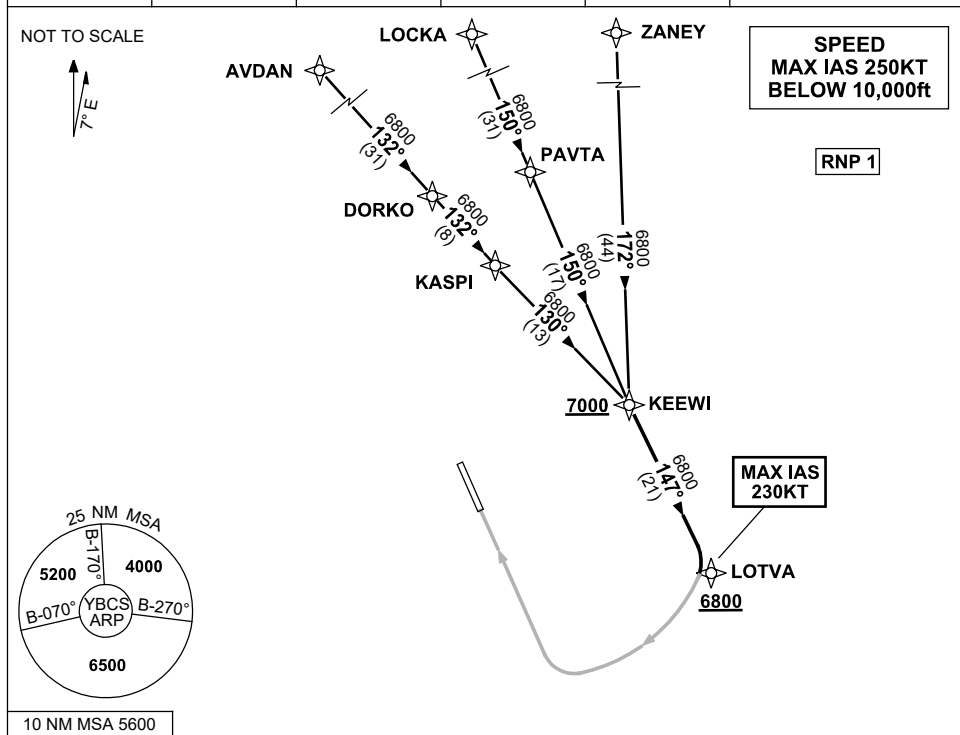 NOT TO SCALE
7° E
LOCKA
ZANEY
AVDAN
SPEED
MAX IAS 250KT
BELOW 10,000ft
RNP 1
6800
132°
(31)
6800
150°
(31)
PAVTA
DORKO
6800
132°
(8)
KASPI
6800
150°
(17)
6800
172°
(44)
6800
130°
(13)
7000
KEEWI
6800
147°
(21)
MAX IAS
230KT
LOTVA
6800
25 NM MSA
B-170°
5200
4000
B-070°
YBCS
ARP
B-270°
6500
10 NM MSA 5600